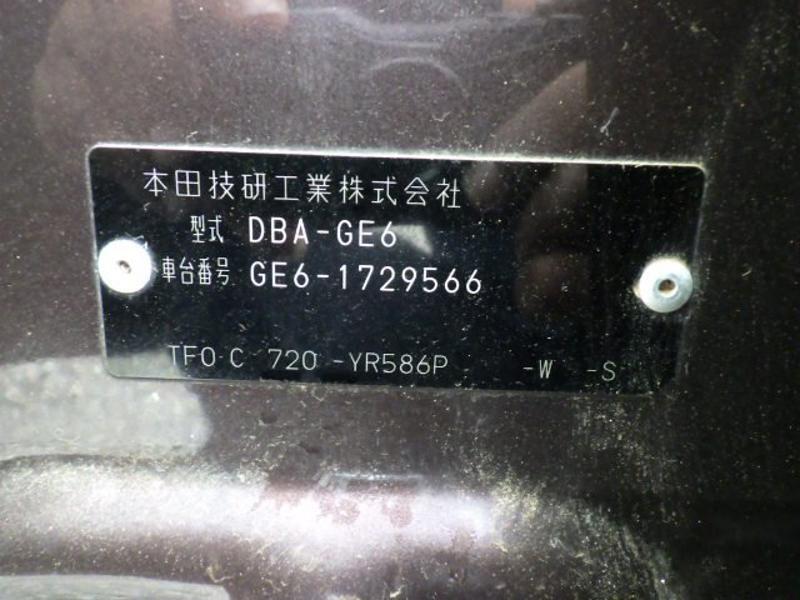 本田技研工業株式会社
型式 DBA-GE6
車台番号 GE6-1729566
TF0 C 720 -YR586P -W -S